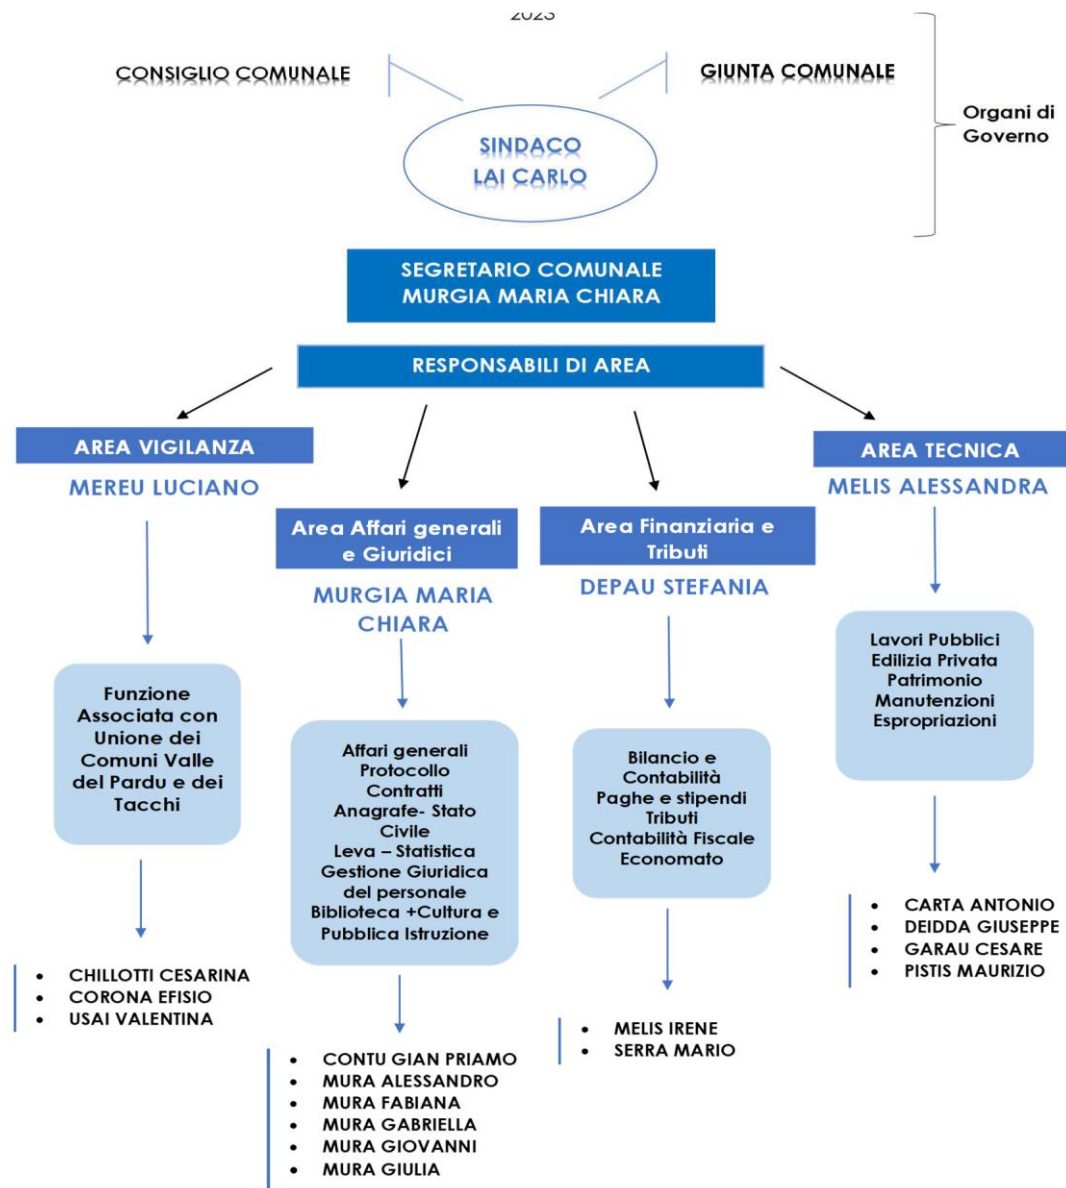 2023
CONSIGLIO COMUNALE
GIUNTA COMUNALE
Organi di
Governo
SINDACO
LAI CARLO
SEGRETARIO COMUNALE
MURGIA MARIA CHIARA
RESPONSABILI DI AREA
AREA VIGILANZA
MEREU LUCIANO
Funzione
Associata con
Unione dei
Comuni Valle
del Pardu e dei
Tacchi
• CHILLOTTI CESARINA
• CORONA EFISIO
• USAI VALENTINA
Area Affari generali
e Giuridici
MURGIA MARIA
CHIARA
Affari generali
Protocollo
Contratti
Anagrafe- Stato
Civile
Leva – Statistica
Gestione Giuridica
del personale
Biblioteca +Cultura e
Pubblica Istruzione
• CONTU GIAN PRIAMO
• MURA ALESSANDRO
• MURA FABIANA
• MURA GABRIELLA
• MURA GIOVANNI
• MURA GIULIA
Area Finanziaria e
Tributi
DEPAU STEFANIA
Bilancio e
Contabilità
Paghe e stipendi
Tributi
Contabilità Fiscale
Economato
• MELIS IRENE
• SERRA MARIO
AREA TECNICA
MELIS ALESSANDRA
Lavori Pubblici
Edilizia Privata
Patrimonio
Manutenzioni
Espropriazioni
• CARTA ANTONIO
• DEIDDA GIUSEPPE
• GARAU CESARE
• PISTIS MAURIZIO